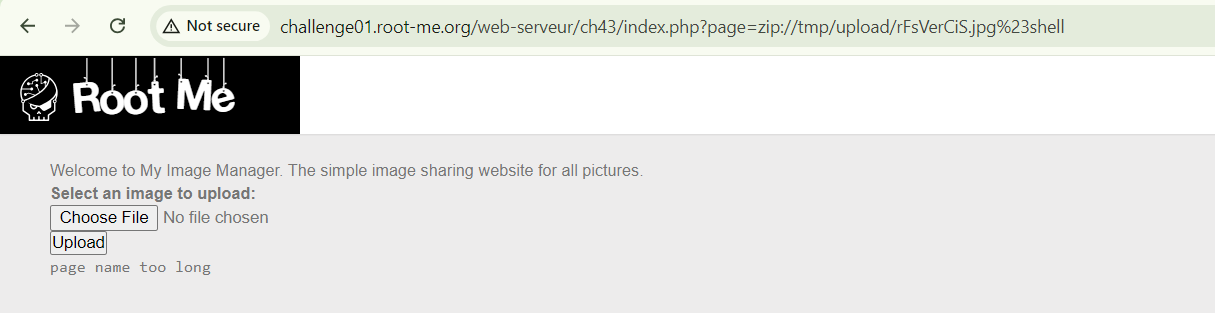 Not secure challenge01.root-me.org/web-serveur/ch43/index.php?page=zip://tmp/upload/rFsVerCiS.jpg%23shell
Root Me
Welcome to My Image Manager. The simple image sharing website for all pictures.
Select an image to upload:
Choose File No file chosen
Upload
page name too long